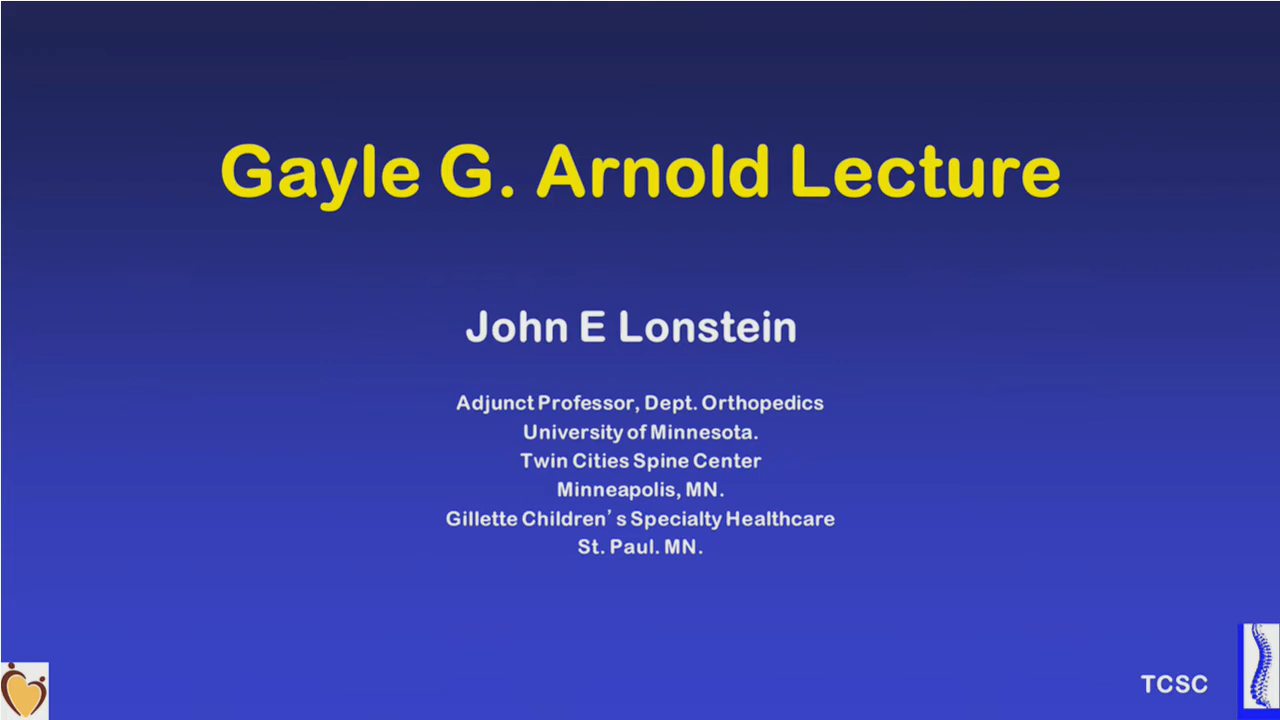 Gayle G. Arnold Lecture
John E Lonstein
Adjunct Professor, Dept. Orthopedics
University of Minnesota.
Twin Cities Spine Center
Minneapolis, MN.
Gillette Children’s Specialty Healthcare
St. Paul. MN.
TCSC